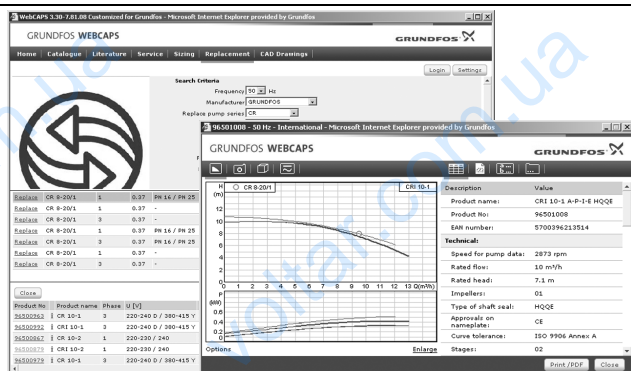 WebCAPS 3.30-7.81.08 Customized for Grundfos - Microsoft Internet Explorer provided by Grundfos
GRUNDFOS WEBCAPS
GRUNDFOS
Home Catalogue Literature Service Sizing Replacement CAD Drawings
Login Settings
Search Criteria
Frequency 50 Hz
Manufacturer GRUNDFOS
Replace pump series CR
Replace CR 8-20/1 1 0.37 PN 16 / PN 25
Replace CR 8-20/1 1 0.37 -
Replace CR 8-20/1 3 0.37 -
Replace CR 8-20/1 1 0.37 PN 16 / PN 25
Replace CR 8-20/1 3 0.37 PN 16 / PN 25
Replace CR 8-20/1 3 0.37 -
Close
Product No Product name Phase U [V]
96500963 CR 10-1 3 220-240 D / 380-415 Y
96500992 CRI 10-1 3 220-240 D / 380-415 Y
96500867 CR 10-2 1 220-230 / 240
96500879 CRI 10-2 1 220-230 / 240
96500979 CR 10-1 3 220-240 D / 380-415 Y
96501008 - 50 Hz - International - Microsoft Internet Explorer provided by Grundfos
GRUNDFOS WEBCAPS
GRUNDFOS
H
(m)
CR 8-20/1
CRI 10-1
12
10
8
6
4
2
0
0 1 2 3 4 5 6 7 8 9 10 11 12 13 Q(m³/h)
P
(kW)
0.6
0.4
0.2
0
Options
Enlarge
Description Value
Product name: CRI 10-1 A-P-I-E HQQE
Product No: 96501008
EAN number: 5700396213514
Technical:
Speed for pump data: 2873 rpm
Rated flow: 10 m³/h
Rated head: 7.1 m
Impellers: 01
Type of shaft seal: HQQE
Approvals on nameplate: CE
Curve tolerance: ISO 9906 Annex A
Stages: 02
Print /PDF Close
voltar.com.ua